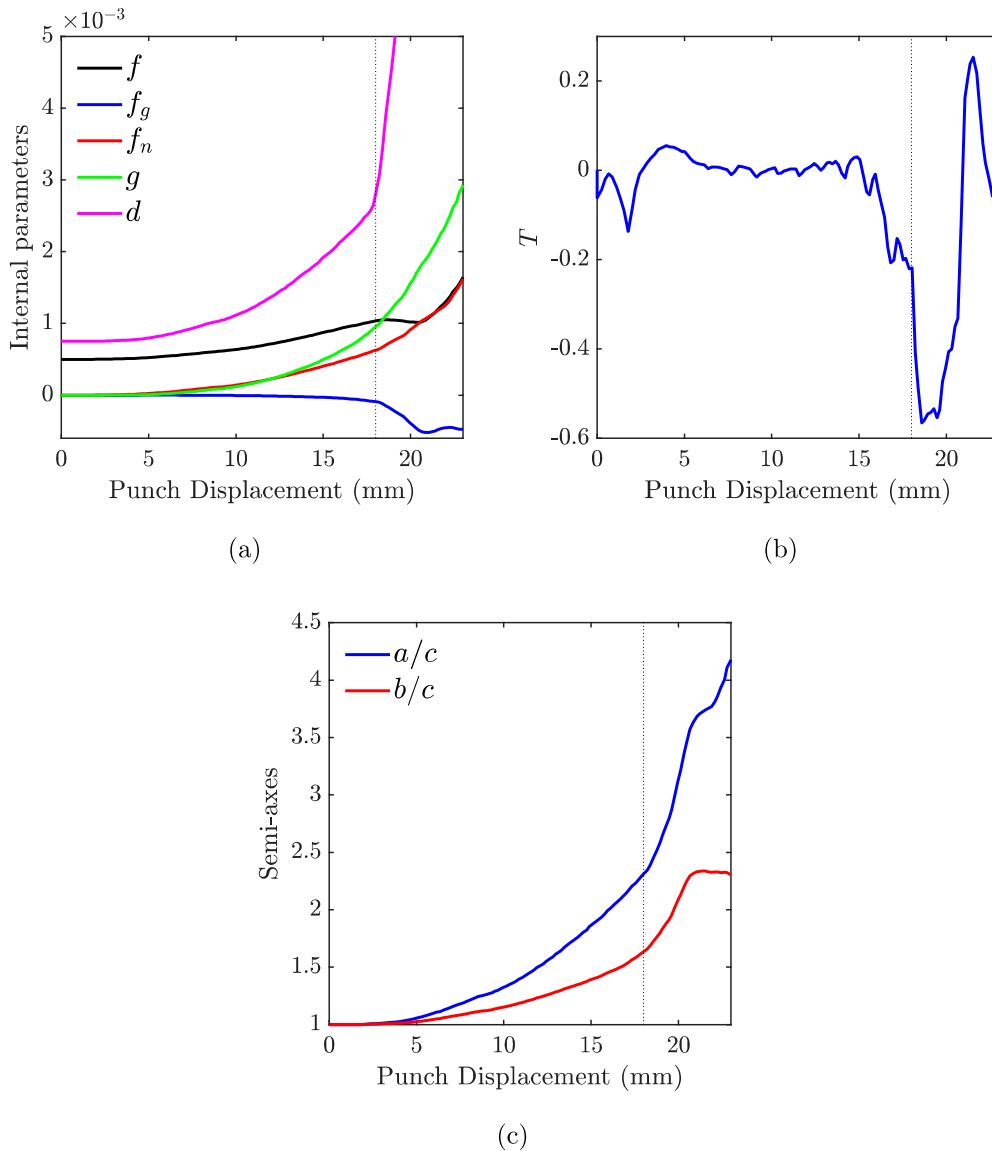 ×10⁻³
5
4
3
2
1
0
f
f_g
f_n
g
d
Internal parameters
0 5 10 15 20
Punch Displacement (mm)
(a)
0.2
0
-0.2
-0.4
-0.6
T
0 5 10 15 20
Punch Displacement (mm)
(b)
4.5
4
3.5
3
2.5
2
1.5
1
a/c
b/c
Semi-axes
0 5 10 15 20
Punch Displacement (mm)
(c)